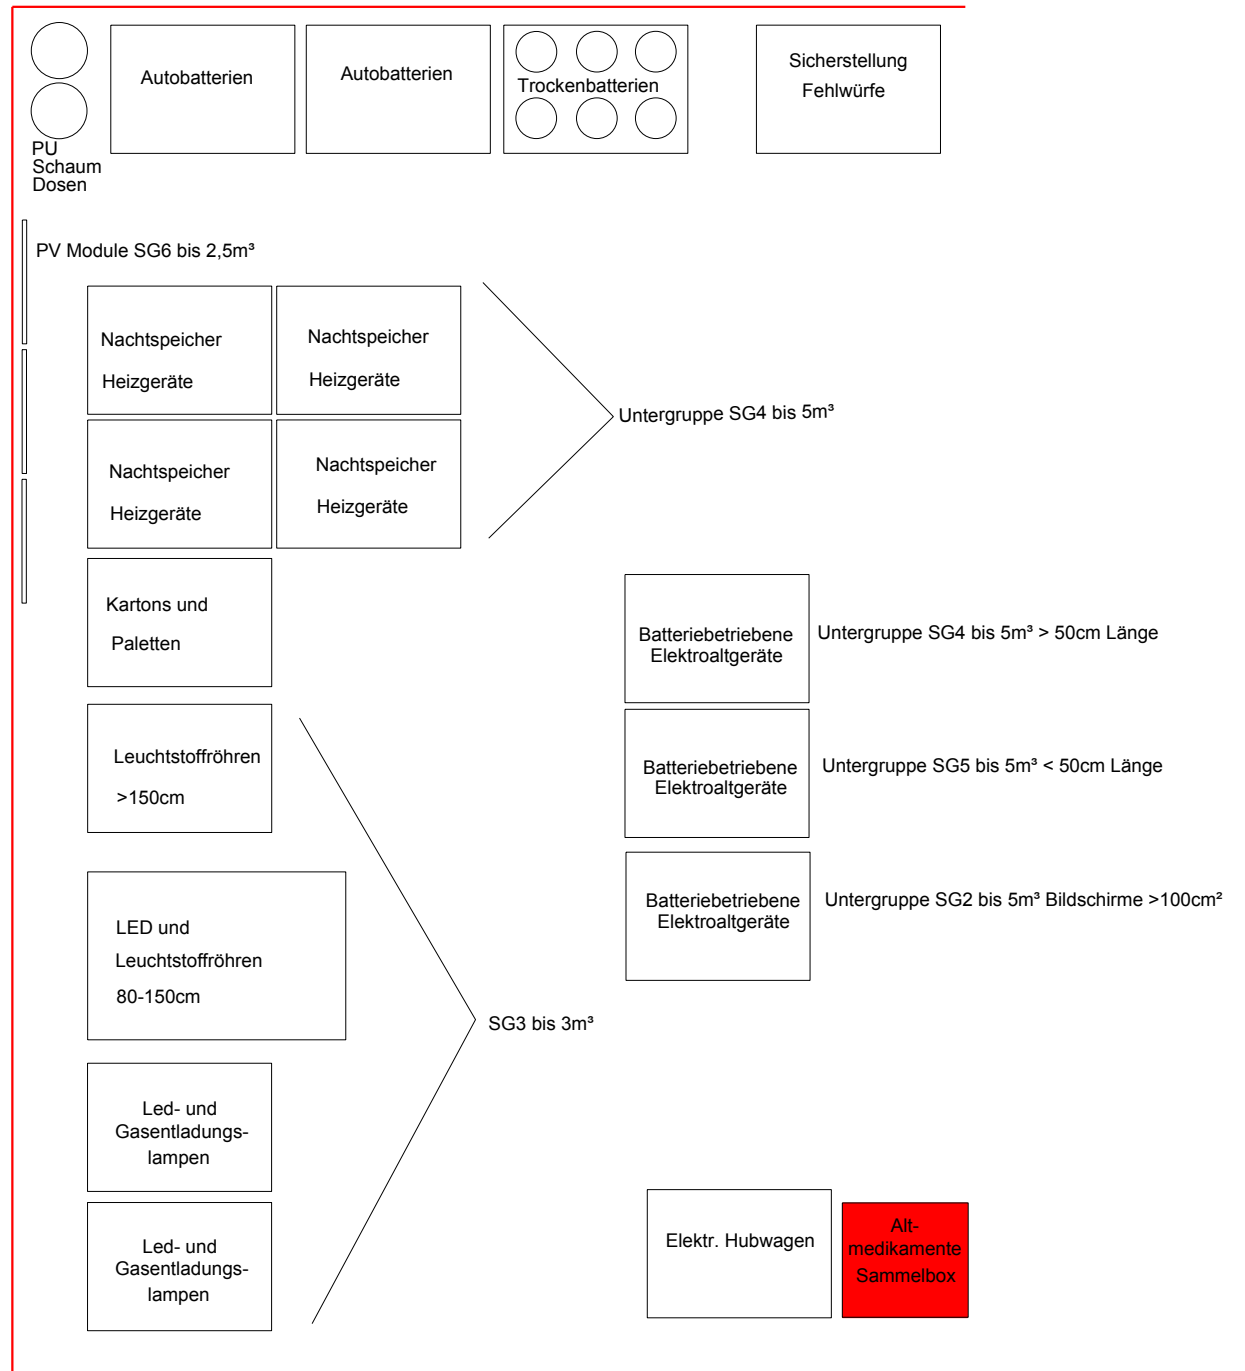 PU
Schaum
Dosen
Autobatterien
Autobatterien
Trockenbatterien
Sicherstellung
Fehlwürfe
PV Module SG6 bis 2,5m³
Nachtspeicher
Heizgeräte
Nachtspeicher
Heizgeräte
Nachtspeicher
Heizgeräte
Nachtspeicher
Heizgeräte
Untergruppe SG4 bis 5m³
Kartons und
Paletten
Batteriebetriebene
Elektroaltgeräte
Untergruppe SG4 bis 5m³ > 50cm Länge
Leuchtstoffröhren
>150cm
Batteriebetriebene
Elektroaltgeräte
Untergruppe SG5 bis 5m³ < 50cm Länge
LED und
Leuchtstoffröhren
80-150cm
Batteriebetriebene
Elektroaltgeräte
Untergruppe SG2 bis 5m³ Bildschirme >100cm²
SG3 bis 3m³
Led- und
Gasentladungs-
lampen
Led- und
Gasentladungs-
lampen
Elektr. Hubwagen
Alt-
medikamente
Sammelbox